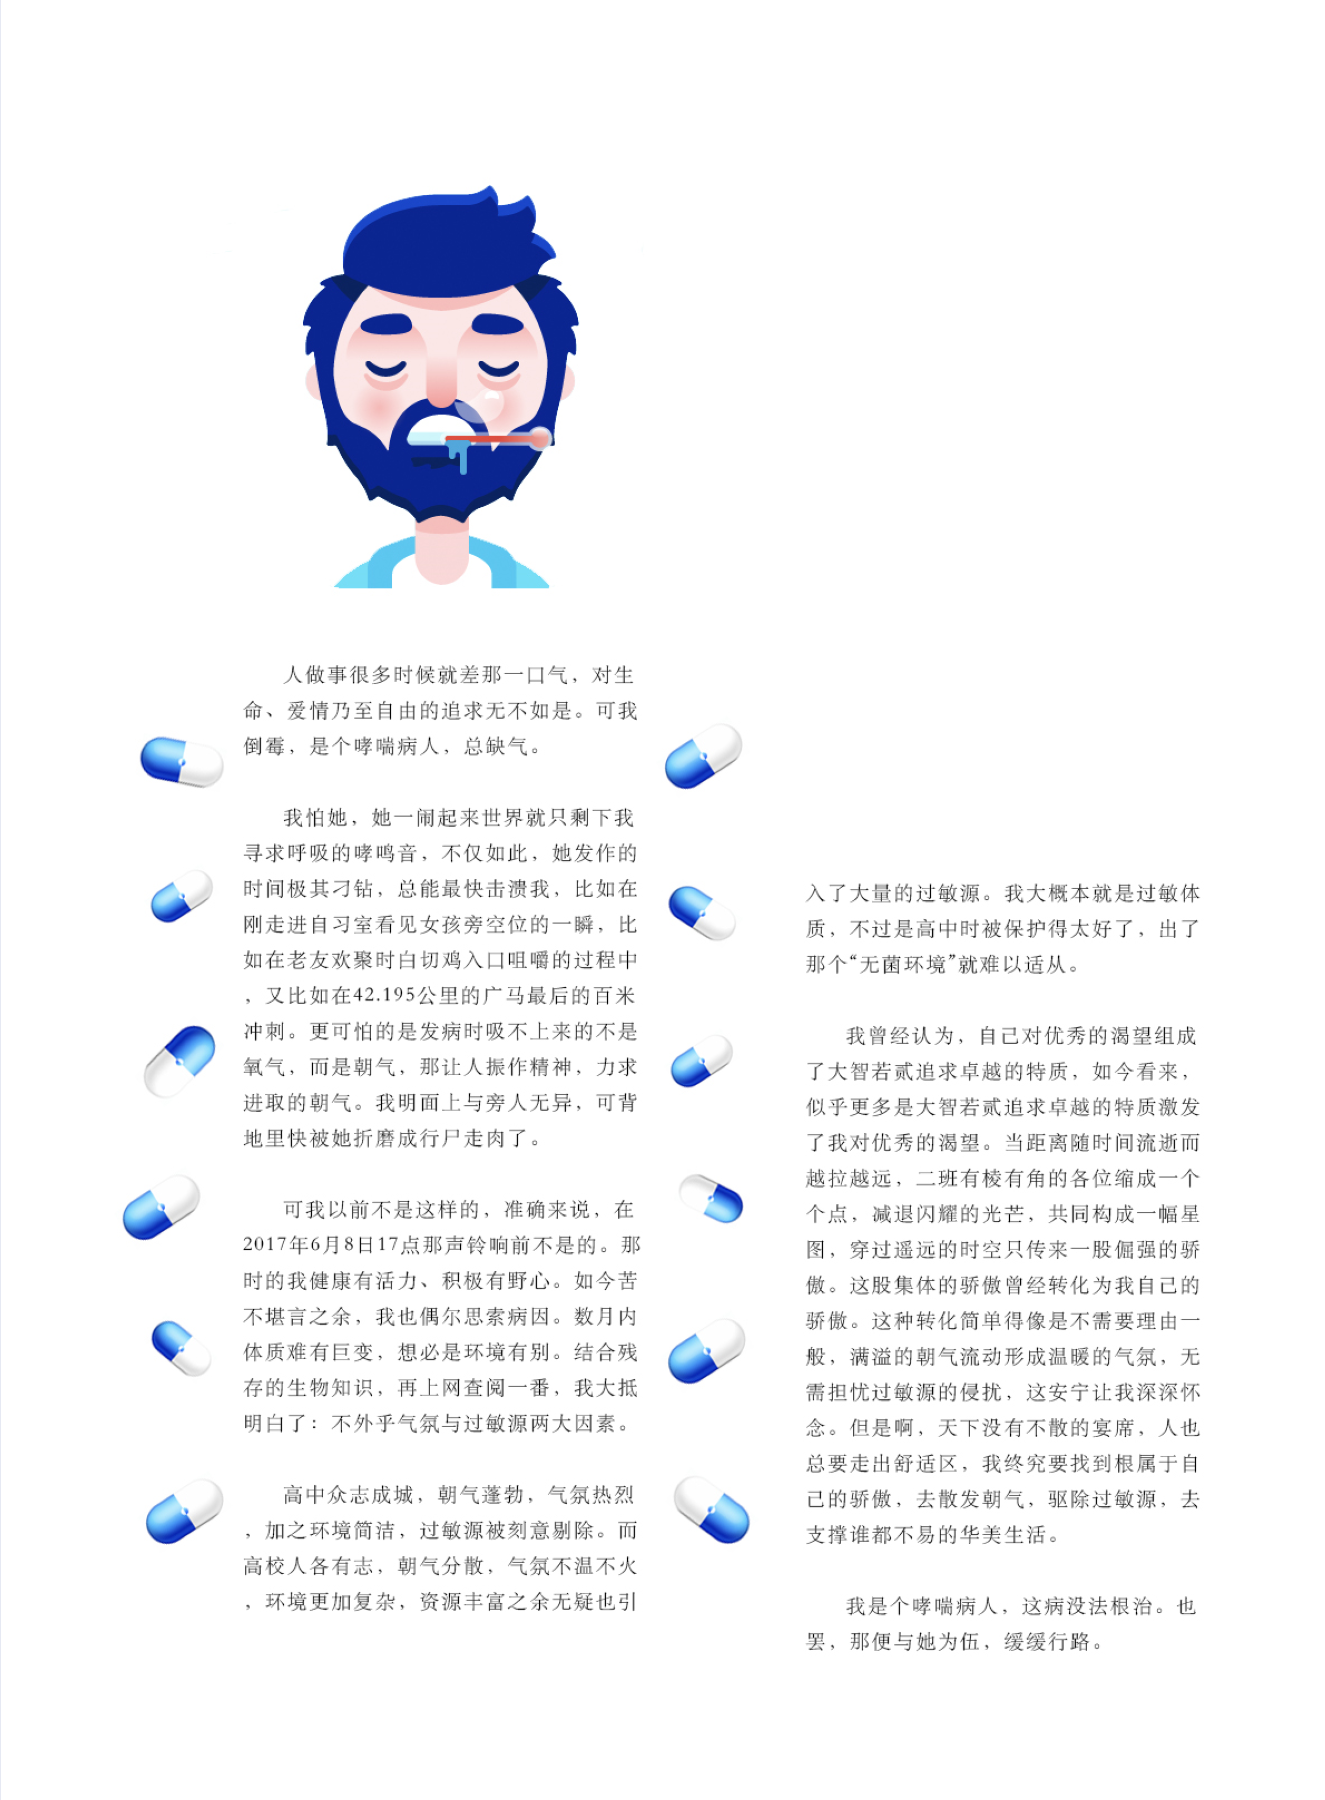 人做事很多时候就差那一口气，对生
命、爱情乃至自由的追求无不如是。可我
倒霉，是个哮喘病人，总缺气。
我怕她，她一闹起来世界就只剩下我
寻求呼吸的哮鸣音，不仅如此，她发作的
时间极其刁钻，总能最快击溃我，比如在
刚走进自习室看见女孩旁空位的一瞬，比
如在老友欢聚时白切鸡入口咀嚼的过程中
，又比如在42.195公里的广马最后的百米
冲刺。更可怕的是发病时吸不上来的不是
氧气，而是朝气，那让人振作精神，力求
进取的朝气。我明面上与旁人无异，可背
地里快被她折磨成行尸走肉了。
可我以前不是这样的，准确来说，在
2017年6月8日17点那声铃响前不是的。那
时的我健康有活力、积极有野心。如今苦
不堪言之余，我也偶尔思索病因。数月内
体质难有巨变，想必是环境有别。结合残
存的生物知识，再上网查阅一番，我大抵
明白了：不外乎气氛与过敏源两大因素。
高中众志成城，朝气蓬勃，气氛热烈
，加之环境简洁，过敏源被刻意剔除。而
高校人各有志，朝气分散，气氛不温不火
，环境更加复杂，资源丰富之余无疑也引
入了大量的过敏源。我大概本就是过敏体
质，不过是高中时被保护得太好了，出了
那个“无菌环境”就难以适从。
我曾经认为，自己对优秀的渴望组成
了大智若贰追求卓越的特质，如今看来，
似乎更多是大智若贰追求卓越的特质激发
了我对优秀的渴望。当距离随时间流逝而
越拉越远，二班有棱有角的各位缩成一个
个点，减退闪耀的光芒，共同构成一幅星
图，穿过遥远的时空只传来一股倔强的骄
傲。这股集体的骄傲曾经转化为我自己的
骄傲。这种转化简单得像是不需要理由一
般，满溢的朝气流动形成温暖的气氛，无
需担忧过敏源的侵扰，这安宁让我深深怀
念。但是啊，天下没有不散的宴席，人也
总要走出舒适区，我终究要找到根属于自
己的骄傲，去散发朝气，驱除过敏源，去
支撑谁都不易的华美生活。
我是个哮喘病人，这病没法根治。也
罢，那便与她为伍，缓缓行路。